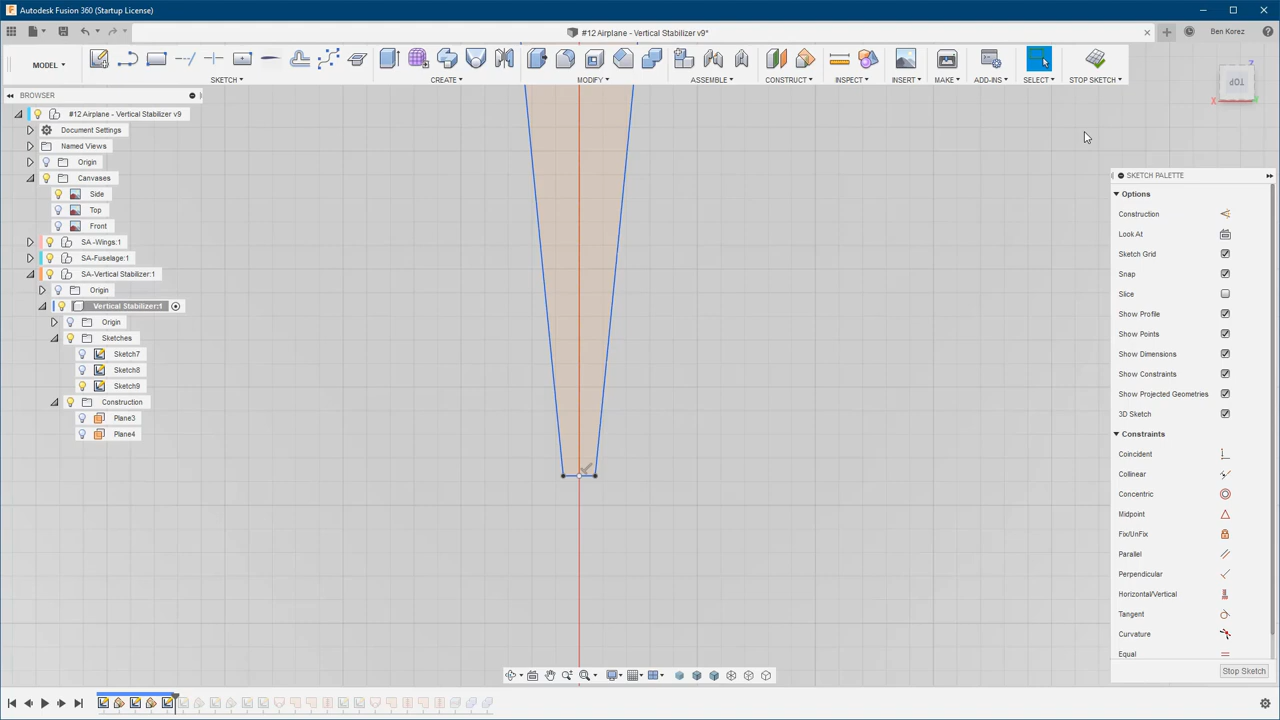 Autodesk Fusion 360 (Startup License)
#12 Airplane - Vertical Stabilizer v9*
Ben Korez
MODEL
SKETCH
CREATE
MODIFY
ASSEMBLE
CONSTRUCT
INSPECT
INSERT
MAKE
ADD-INS
SELECT
STOP SKETCH
BROWSER
#12 Airplane - Vertical Stabilizer v9
Document Settings
Named Views
Origin
Canvases
Side
Top
Front
SA -Wings:1
SA-Fuselage:1
SA-Vertical Stabilizer:1
Origin
Vertical Stabilizer:1
Origin
Sketches
Sketch7
Sketch8
Sketch9
Construction
Plane3
Plane4
Z
TOP
X
Y
SKETCH PALETTE
Options
Construction
Look At
Sketch Grid
Snap
Slice
Show Profile
Show Points
Show Dimensions
Show Constraints
Show Projected Geometries
3D Sketch
Constraints
Coincident
Collinear
Concentric
Midpoint
Fix/UnFix
Parallel
Perpendicular
Horizontal/Vertical
Tangent
Curvature
Equal
Stop Sketch